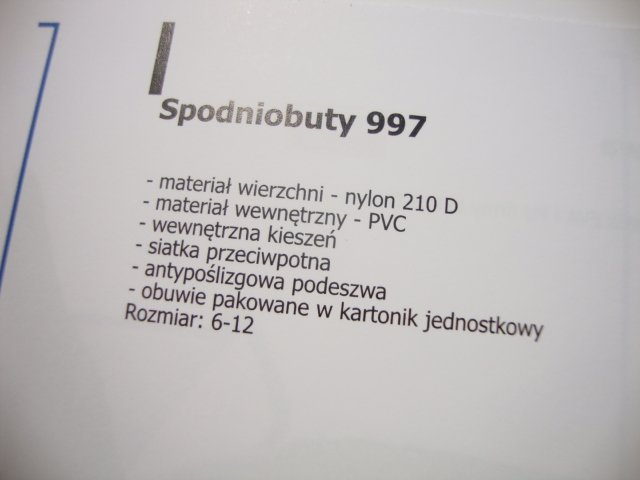 Spodniobuty 997
- materiał wierzchni - nylon 210 D
- materiał wewnętrzny - PVC
- wewnętrzna kieszeń
- siatka przeciwpotna
- antypoślizgowa podeszwa
- obuwie pakowane w kartonik jednostkowy
Rozmiar: 6-12